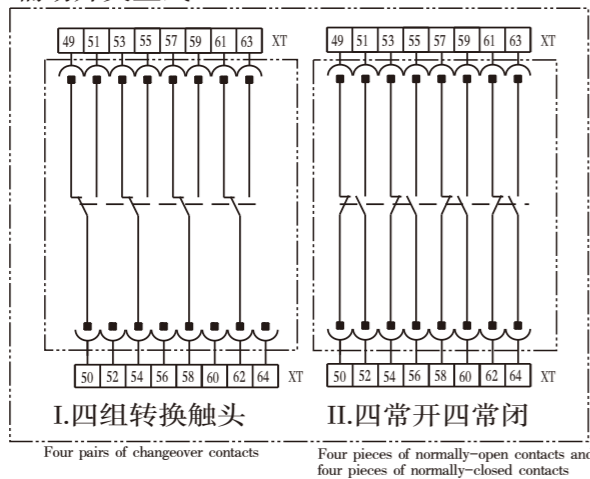 49 51 53 55 57 59 61 63 XT 49 51 53 55 57 59 61 63 XT
50 52 54 56 58 60 62 64 XT 50 52 54 56 58 60 62 64 XT
I.四组转换触头 II.四常开四常闭
Four pairs of changeover contacts Four pieces of normally-open contacts and
four pieces of normally-closed contacts